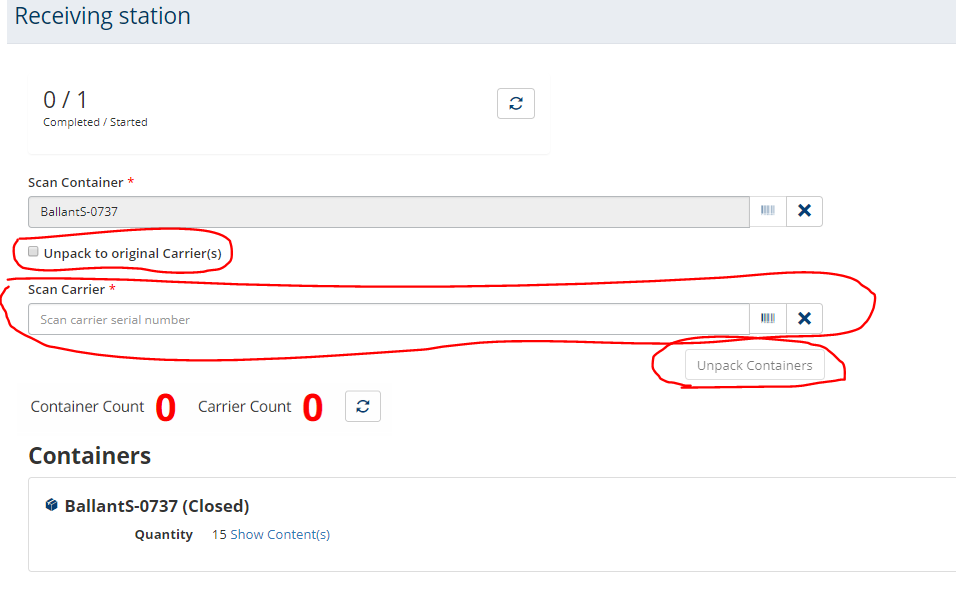 Receiving station
0 / 1
Completed / Started
Scan Container *
BallantS-0737
Unpack to original Carrier(s)
Scan Carrier *
Scan carrier serial number
Unpack Containers
Container Count 0 Carrier Count 0
Containers
BallantS-0737 (Closed)
Quantity 15 Show Content(s)